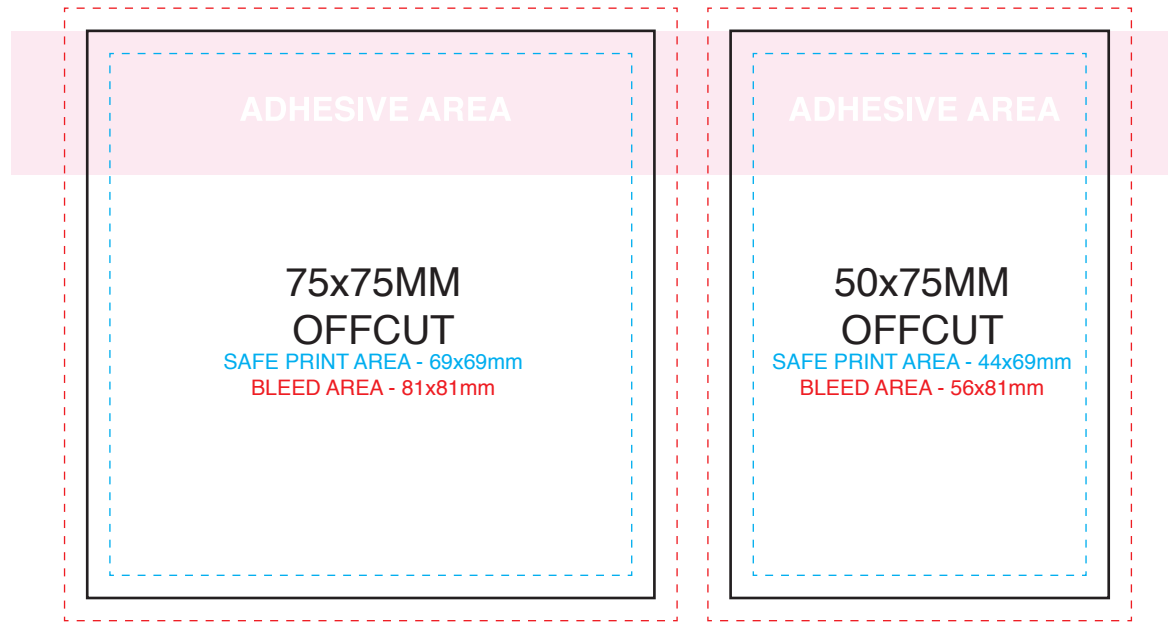 ADHESIVE AREA
75x75MM
OFFCUT
SAFE PRINT AREA - 69x69mm
BLEED AREA - 81x81mm
ADHESIVE AREA
50x75MM
OFFCUT
SAFE PRINT AREA - 44x69mm
BLEED AREA - 56x81mm